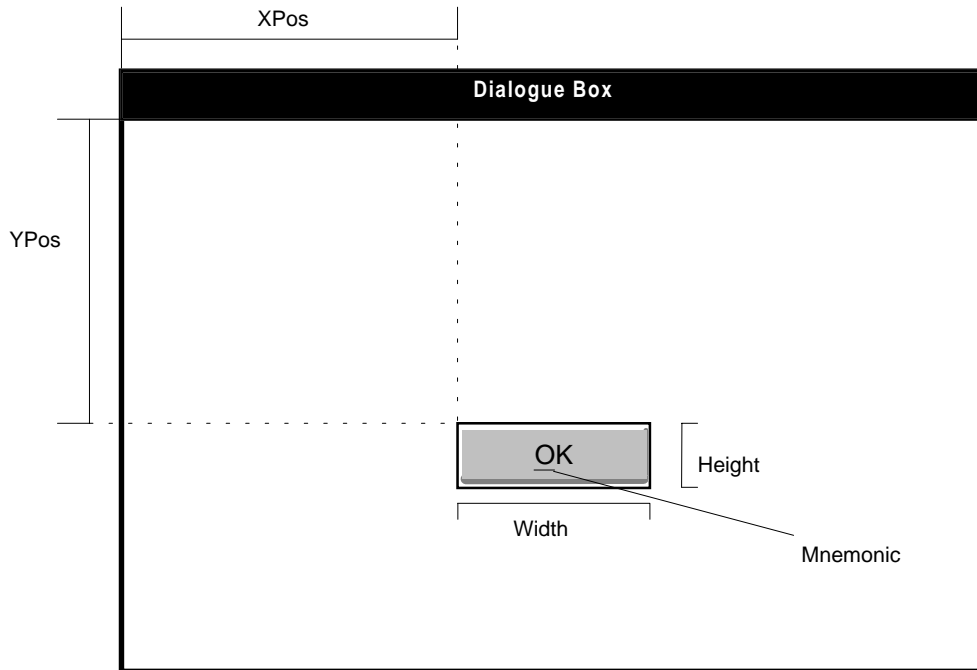 XPos
Dialogue Box
YPos
OK
Height
Width
Mnemonic